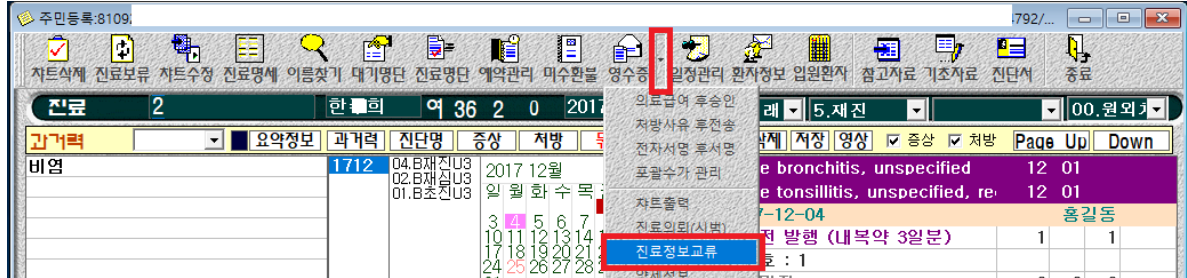 주민등록:8109
4792/...
차트삭제 진료보류 차트수정 진료명세 이름찾기 대기명단 진료명단 예약관리 미수환불 영수증 일정관리 환자정보 입원환자 참고자료 기초자료 진단서 종료
진료 2 한 희 여 36 2 0 2017 래 5.재진 00.원외처
과거력 요약정보 과거력 진단명 증상 처방 삭제 저장 영상 증상 처방 Page Up Down
비염 1712
04.B재진U3
02.B재심U3
01.B초진U3
2017 12월
일 월 화 수 목
3 4 5 6 7
10 11 12 13 14
17 18 19 20 21
24 25 26 27 28
의료급여 후승인
처방사유 후전송
전자서명 후서명
포괄수가 관리
차트출력
진료의뢰(시범)
진료정보교류
e bronchitis, unspecified 12 01
e tonsillitis, unspecified, re 12 01
7-12-04 홍길동
전 발행 (내복약 3일분) 1 1
호 : 1